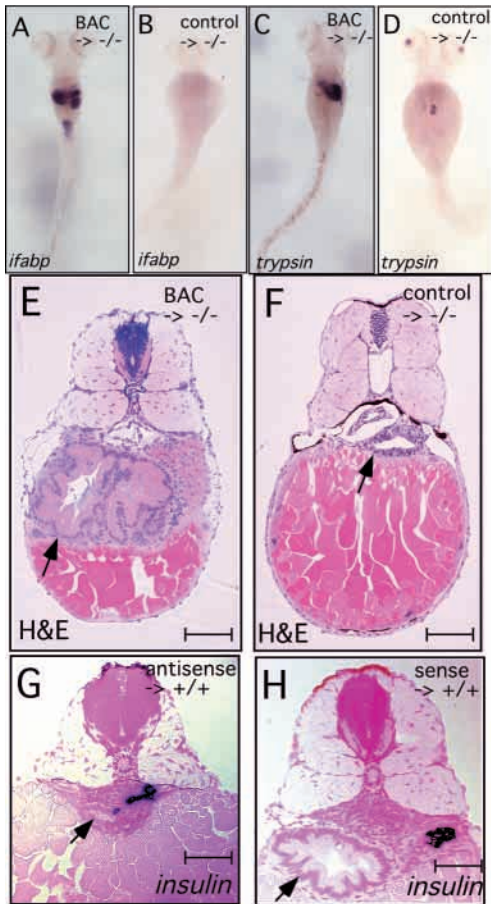 A
BAC
-> -/-
ifabp
B
control
-> -/-
ifabp
C
BAC
-> -/-
trypsin
D
control
-> -/-
trypsin
E
BAC
-> -/-
H&E
F
control
-> -/-
H&E
G
antisense
-> +/+
insulin
H
sense
-> +/+
insulin